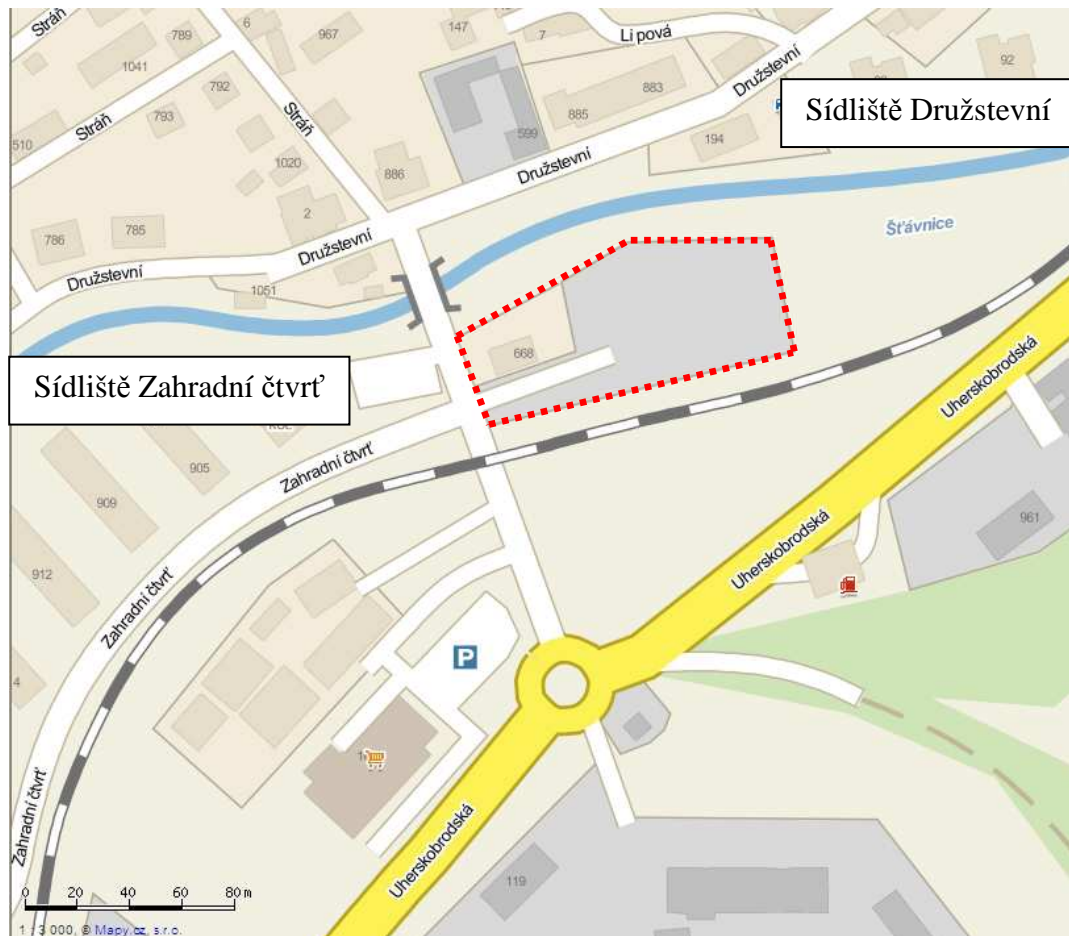 Stráň
6
967
147
7
Lipová
789
1041
792
793
Stráň
Stráň
510
1020
883
885
599
Družstevní
92
Sídliště Družstevní
194
886
Družstevní
2
Družstevní
785
786
Družstevní
1051
Šťávnice
668
Sídliště Zahradní čtvrť
905
Zahradní čtvrť
909
912
Zahradní čtvrť
4
Zahradní čtvrť
Uherskobrodská
Uherskobrodská
961
P
Uherskobrodská
119
0 20 40 60 80 m
1 : 3 000, © Mapy.cz, s.r.o.